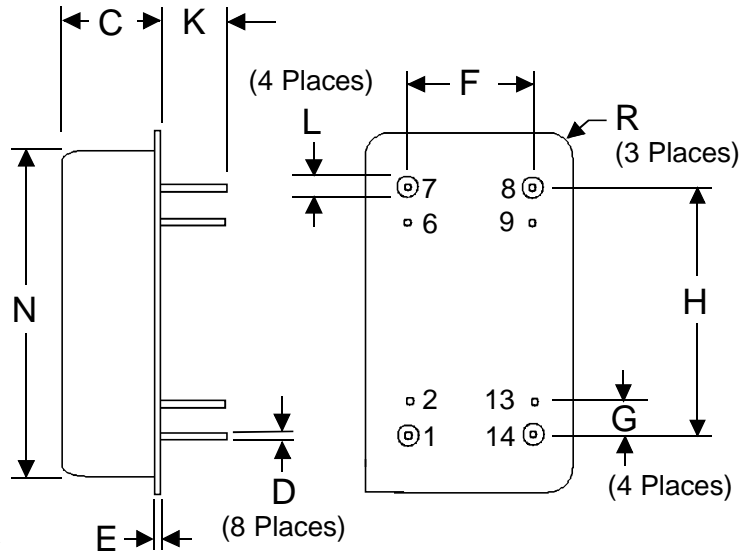 C
K
(4 Places)
F
L
R
(3 Places)
7
8
6
9
N
H
2
13
G
1
14
D
(8 Places)
(4 Places)
E